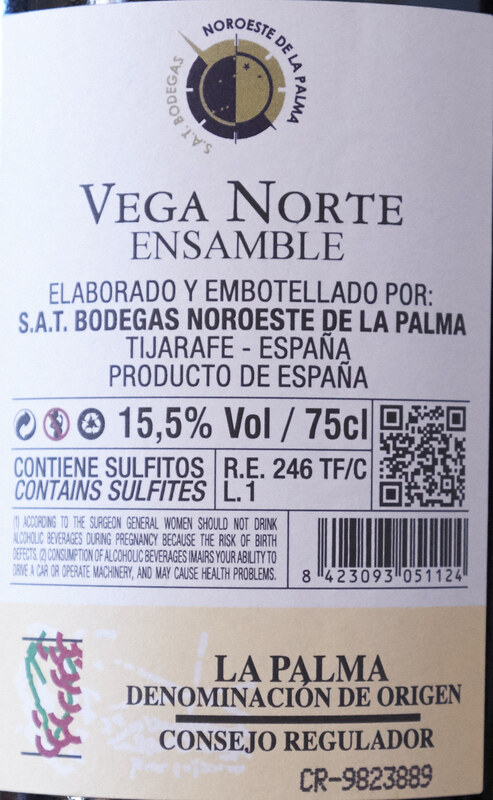 S.A.T. BODEGAS NOROESTE DE LA PALMA
VEGA NORTE
ENSAMBLE
ELABORADO Y EMBOTELLADO POR:
S.A.T. BODEGAS NOROESTE DE LA PALMA
TIJARAFE - ESPAÑA
PRODUCTO DE ESPAÑA
15,5% Vol / 75cl
CONTIENE SULFITOS
CONTAINS SULFITES
R.E. 246 TF/C
L.1
(1) ACCORDING TO THE SURGEON GENERAL WOMEN SHOULD NOT DRINK
ALCOHOLIC BEVERAGES DURING PREGNANCY BECAUSE THE RISK OF BIRTH
DEFECTS. (2) CONSUMPTION OF ALCOHOLIC BEVERAGES IMAIRS YOUR ABILITY TO
DRIVE A CAR OR OPERATE MACHINERY, AND MAY CAUSE HEALTH PROBLEMS.
8 423093 051124
LA PALMA
DENOMINACIÓN DE ORIGEN
CONSEJO REGULADOR
CR-9823889